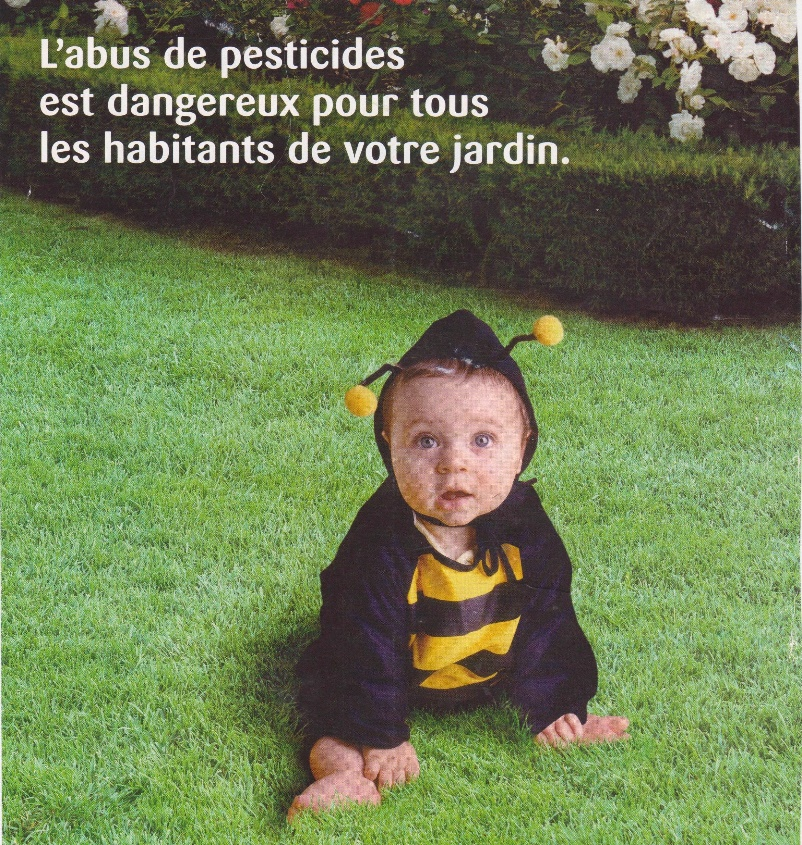 L'abus de pesticides
est dangereux pour tous
les habitants de votre jardin.